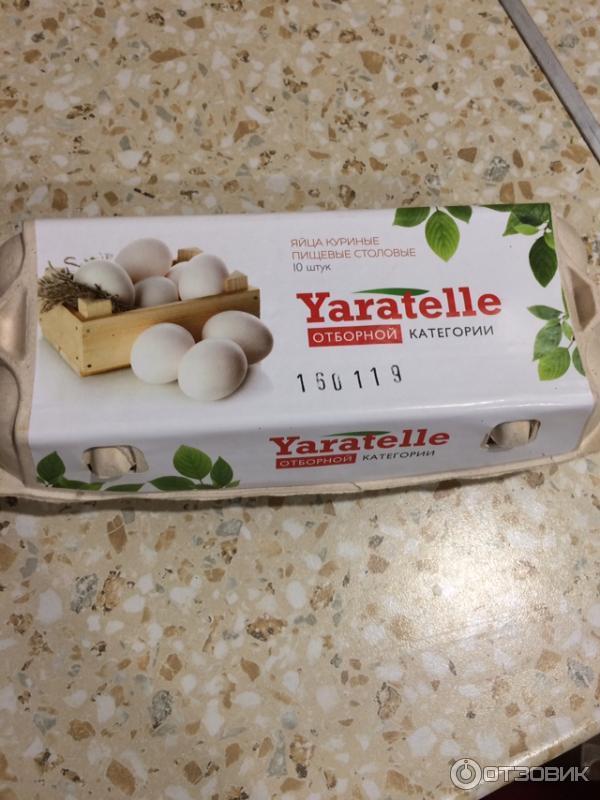 ЯЙЦА КУРИНЫЕ
ПИЩЕВЫЕ СТОЛОВЫЕ
10 штук
Yaratelle
ОТБОРНОЙ КАТЕГОРИИ
160119
Yaratelle
ОТБОРНОЙ КАТЕГОРИИ
ОТЗОВИК